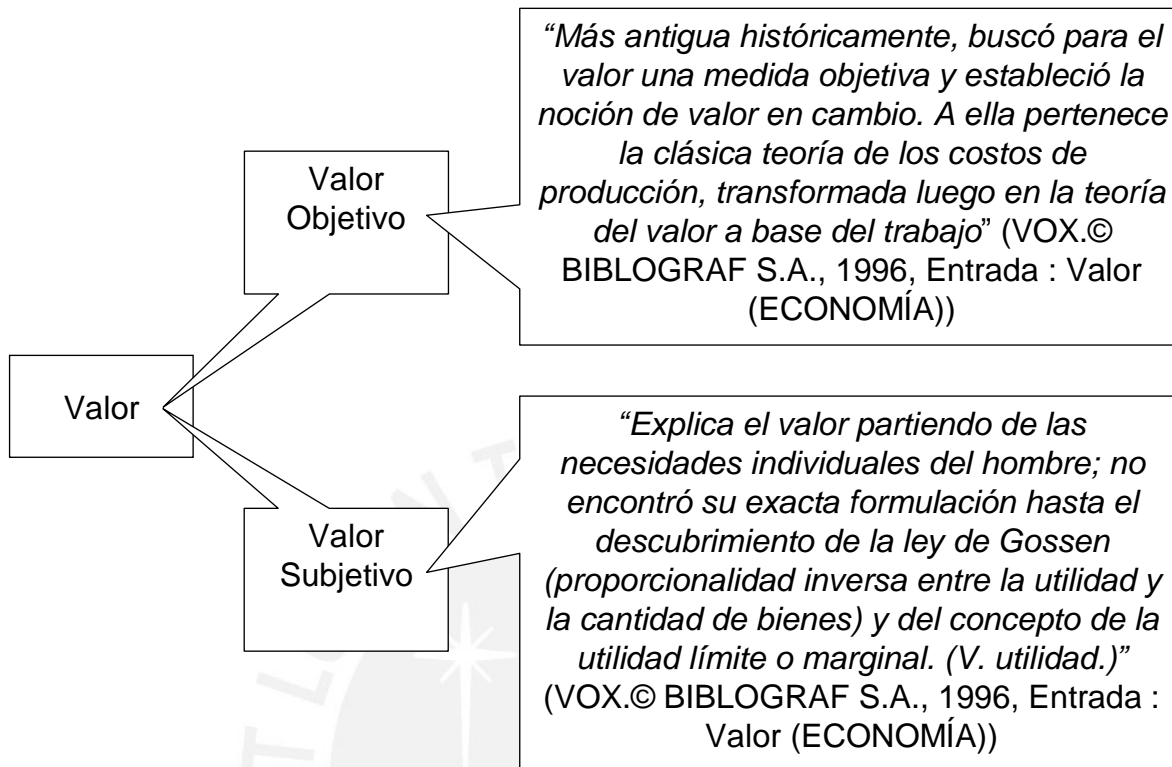 Valor
Valor
Objetivo
“Más antigua históricamente, buscó para el
valor una medida objetiva y estableció la
noción de valor en cambio. A ella pertenece
la clásica teoría de los costos de
producción, transformada luego en la teoría
del valor a base del trabajo” (VOX.©
BIBLOGRAF S.A., 1996, Entrada : Valor
(ECONOMÍA))
Valor
Subjetivo
“Explica el valor partiendo de las
necesidades individuales del hombre; no
encontró su exacta formulación hasta el
descubrimiento de la ley de Gossen
(proporcionalidad inversa entre la utilidad y
la cantidad de bienes) y del concepto de la
utilidad límite o marginal. (V. utilidad.)”
(VOX.© BIBLOGRAF S.A., 1996, Entrada :
Valor (ECONOMÍA))